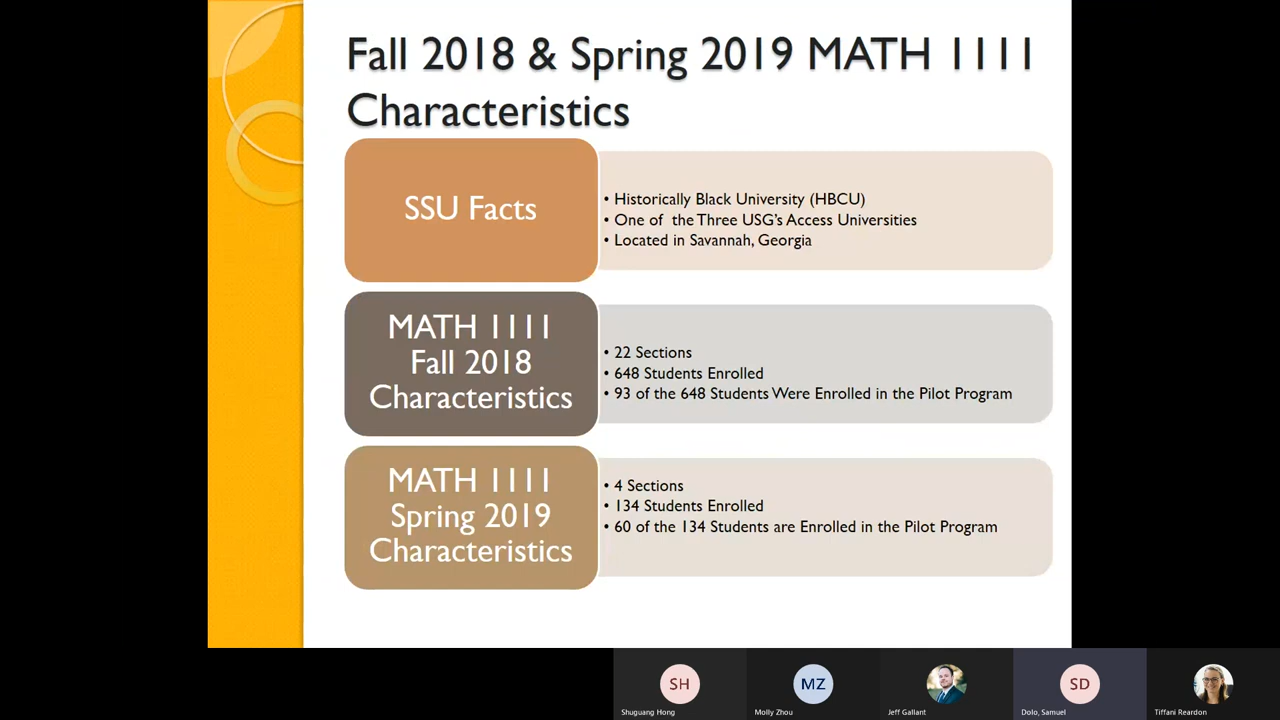 Fall 2018 & Spring 2019 MATH 1111
Characteristics
SSU Facts
• Historically Black University (HBCU)
• One of the Three USG's Access Universities
• Located in Savannah, Georgia
MATH 1111
Fall 2018
Characteristics
• 22 Sections
• 648 Students Enrolled
• 93 of the 648 Students Were Enrolled in the Pilot Program
MATH 1111
Spring 2019
Characteristics
• 4 Sections
• 134 Students Enrolled
• 60 of the 134 Students are Enrolled in the Pilot Program
SH
MZ
SD
Shuguang Hong
Molly Zhou
Jeff Gallant
Dolo, Samuel
Tiffani Reardon